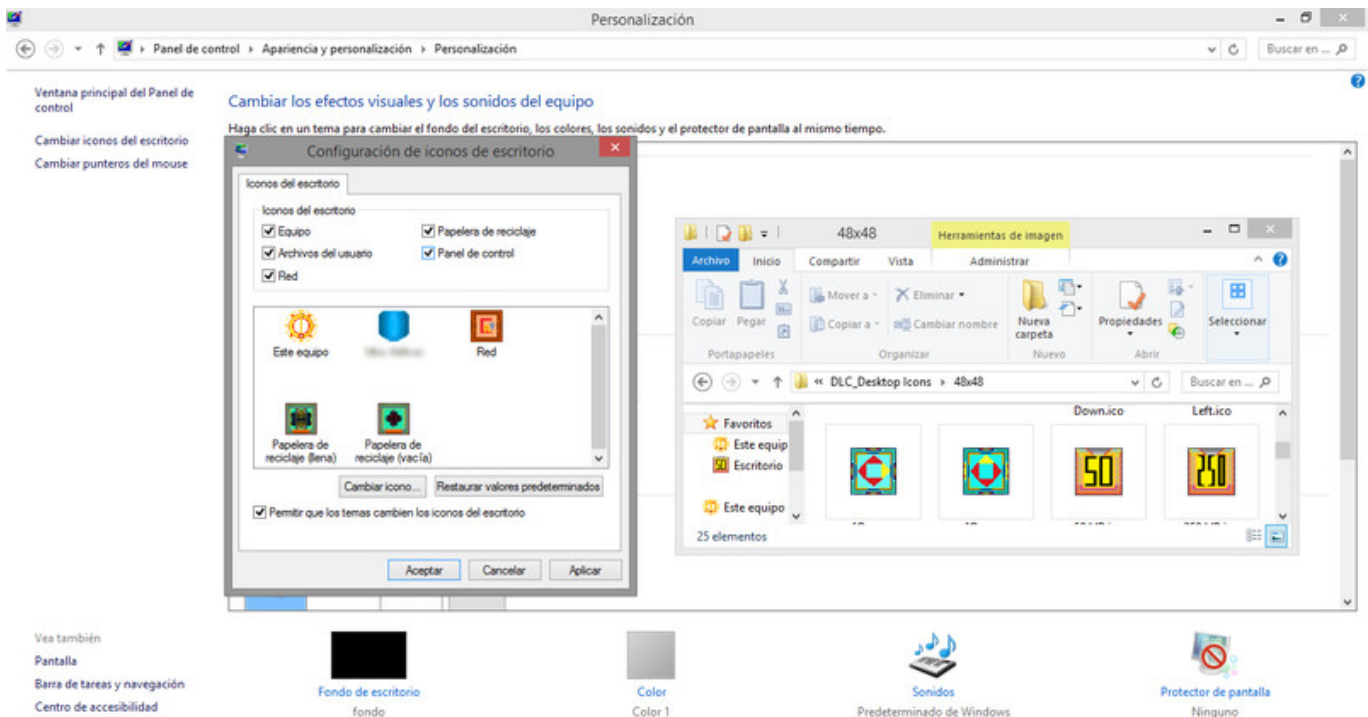 Personalización
Panel de control Apariencia y personalización Personalización
Buscar en ...
Ventana principal del Panel de
control
Cambiar iconos del escritorio
Cambiar punteros del mouse
Cambiar los efectos visuales y los sonidos del equipo
Haga clic en un tema para cambiar el fondo del escritorio, los colores, los sonidos y el protector de pantalla al mismo tiempo.
Configuración de iconos de escritorio
Iconos del escritorio
Iconos del escritorio
Equipo
Papelera de reciclaje
Archivos del usuario
Panel de control
Red
Este equipo
Red
Papelera de
reciclaje (llena)
Papelera de
reciclaje (vacía)
Cambiar icono...
Restaurar valores predeterminados
Permitir que los temas cambien los iconos del escritorio
Aceptar
Cancelar
Aplicar
48x48
Herramientas de imagen
Archivo
Inicio
Compartir
Vista
Administrar
Copiar
Pegar
Mover a
Copiar a
Eliminar
Cambiar nombre
Nueva
carpeta
Propiedades
Seleccionar
Portapapeles
Organizar
Nuevo
Abrir
« DLC_Desktop Icons 48x48
Buscar en ...
Favoritos
Este equip
Escritorio
Este equipo
Down.ico
Left.ico
50
250
25 elementos
Vea también
Pantalla
Barra de tareas y navegación
Centro de accesibilidad
Fondo de escritorio
fondo
Color
Color 1
Sonidos
Predeterminado de Windows
Protector de pantalla
Ninguno